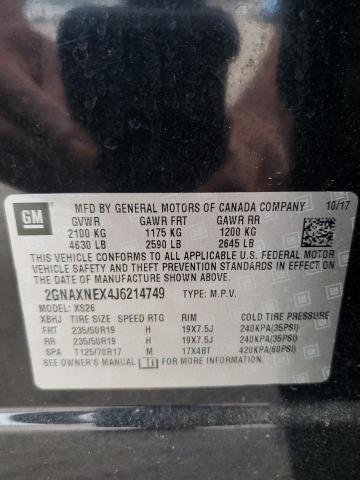 GM
MFD BY GENERAL MOTORS OF CANADA COMPANY 10/17
GVWR GAWR FRT GAWR RR
2100 KG 1175 KG 1200 KG
4630 LB 2590 LB 2645 LB
THIS VEHICLE CONFORMS TO ALL APPLICABLE U.S. FEDERAL MOTOR
VEHICLE SAFETY, BUMPER, AND THEFT PREVENTION STANDARDS IN EFFECT ON
THE DATE OF MANUFACTURE SHOWN ABOVE.
2GNAXNEX4J6214749 TYPE: M.P.V.
MODEL: XS26
XBHJ TIRE SIZE SPEED RTG RIM COLD TIRE PRESSURE
FRT 235/50R19 H 19X7.5J 240KPA(35PSI)
RR 235/50R19 H 19X7.5J 240KPA(35PSI)
SPA T125/70R17 M 17X4BT 420KPA(60PSI)
SEE OWNER'S MANUAL FOR MORE INFORMATION.